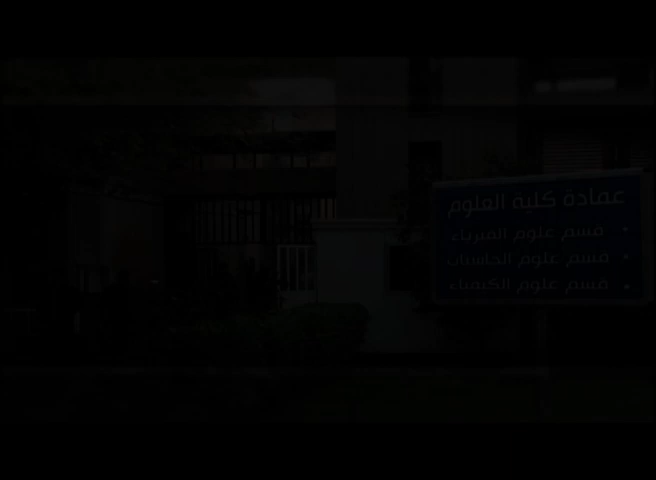 عمادة كلية العلوم
• قسم علوم الفيزياء
• قسم علوم الحاسبات
• قسم علوم الكيمياء